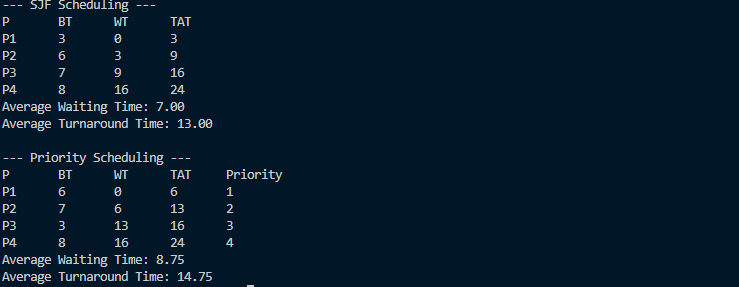 --- SJF Scheduling ---
P BT WT TAT
P1 3 0 3
P2 6 3 9
P3 7 9 16
P4 8 16 24
Average Waiting Time: 7.00
Average Turnaround Time: 13.00
--- Priority Scheduling ---
P BT WT TAT Priority
P1 6 0 6 1
P2 7 6 13 2
P3 3 13 16 3
P4 8 16 24 4
Average Waiting Time: 8.75
Average Turnaround Time: 14.75